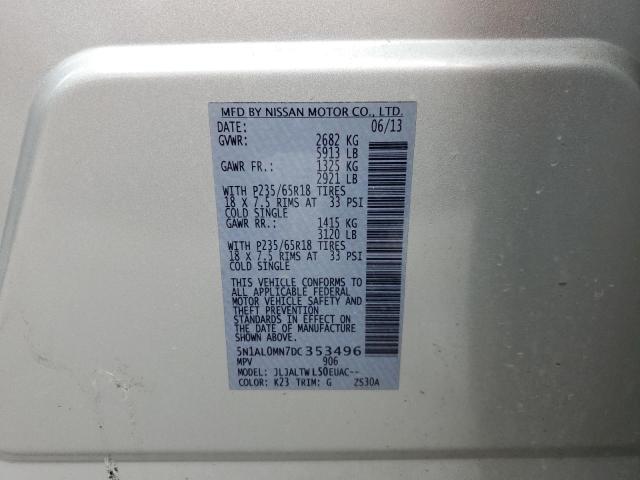 MFD BY NISSAN MOTOR CO., LTD.
DATE: 06/13
GVWR: 2682 KG
5913 LB
GAWR FR.: 1325 KG
2921 LB
WITH P235/65R18 TIRES
18 X 7.5 RIMS AT 33 PSI
COLD SINGLE
GAWR RR.: 1415 KG
3120 LB
WITH P235/65R18 TIRES
18 X 7.5 RIMS AT 33 PSI
COLD SINGLE
THIS VEHICLE CONFORMS TO
ALL APPLICABLE FEDERAL
MOTOR VEHICLE SAFETY AND
THEFT PREVENTION
STANDARDS IN EFFECT ON
THE DATE OF MANUFACTURE
SHOWN ABOVE.
5N1AL0MN7DC353496
MPV 906
MODEL: JLJALTWL50EUAC--
COLOR: K23 TRIM: G ZS30A